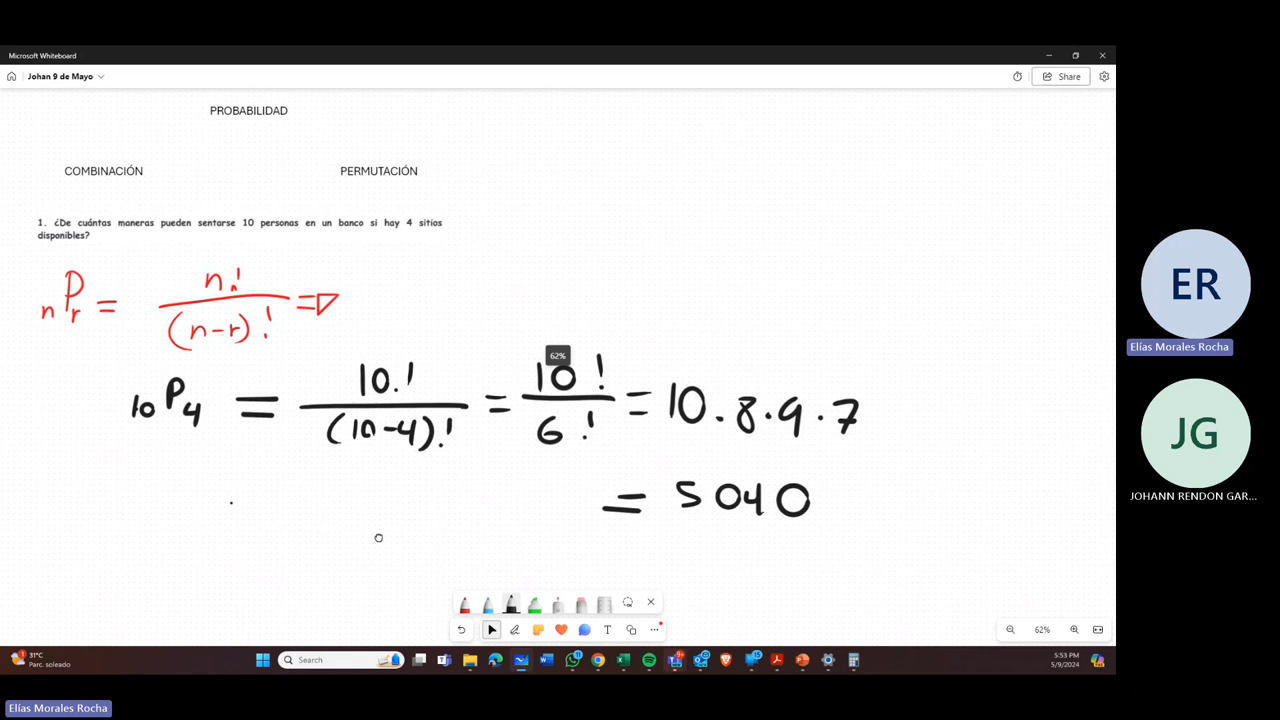 Microsoft Whiteboard
Johan 9 de Mayo
Share
PROBABILIDAD
COMBINACIÓN
PERMUTACIÓN
1. ¿De cuántas maneras pueden sentarse 10 personas en un banco si hay 4 sitios
disponibles?
nPr = n! / (n-r)! ⇒
62%
10P4 = 10! / (10-4)! = 10! / 6! = 10.8.9.7
= 5040
ER
Elías Morales Rocha
JG
JOHANN RENDON GAR...
T
62%
31°C
Parc. soleado
Search
11
9+
15
5:53 PM
5/9/2024
Elías Morales Rocha